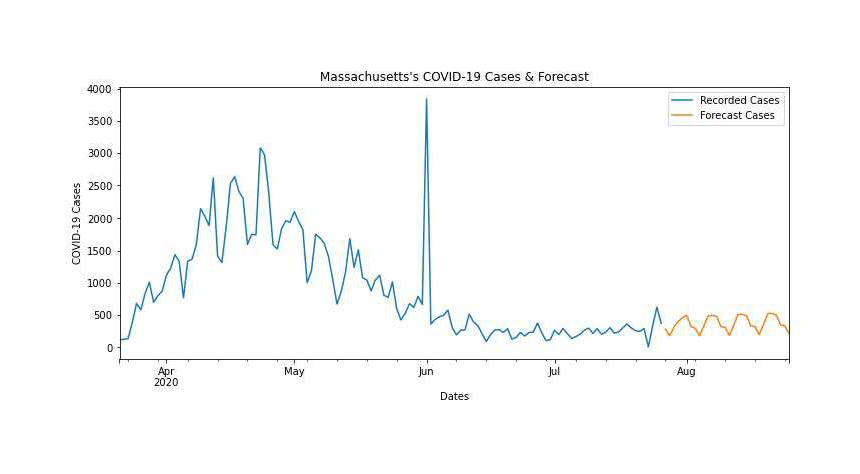 Massachusetts's COVID-19 Cases & Forecast
4000
3500
3000
2500
2000
1500
1000
500
0
COVID-19 Cases
Recorded Cases
Forecast Cases
Apr
2020
May
Jun
Jul
Aug
Dates